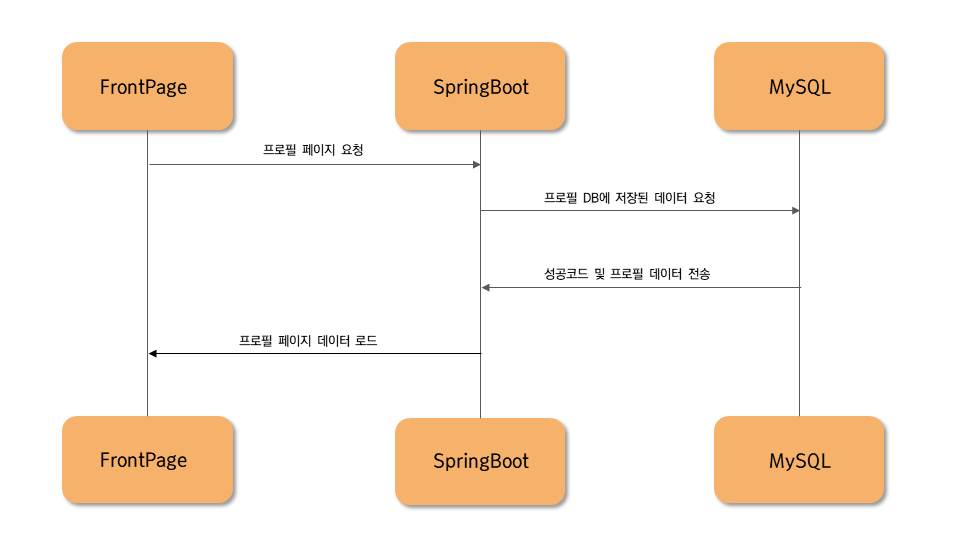 FrontPage
SpringBoot
MySQL
프로필 페이지 요청
프로필 DB에 저장된 데이터 요청
성공코드 및 프로필 데이터 전송
프로필 페이지 데이터 로드
FrontPage
SpringBoot
MySQL